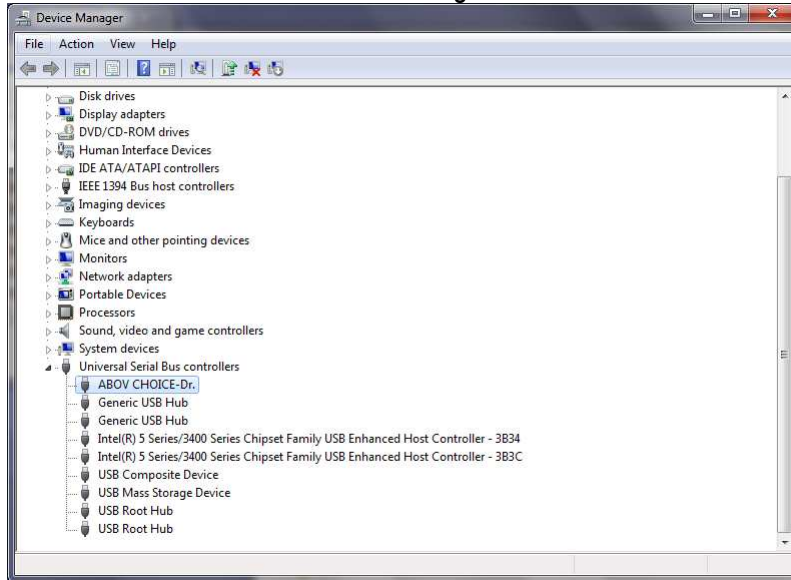 Device Manager
File Action View Help
Disk drives
Display adapters
DVD/CD-ROM drives
Human Interface Devices
IDE ATA/ATAPI controllers
IEEE 1394 Bus host controllers
Imaging devices
Keyboards
Mice and other pointing devices
Monitors
Network adapters
Portable Devices
Processors
Sound, video and game controllers
System devices
Universal Serial Bus controllers
ABOV CHOICE-Dr.
Generic USB Hub
Generic USB Hub
Intel(R) 5 Series/3400 Series Chipset Family USB Enhanced Host Controller - 3B34
Intel(R) 5 Series/3400 Series Chipset Family USB Enhanced Host Controller - 3B3C
USB Composite Device
USB Mass Storage Device
USB Root Hub
USB Root Hub